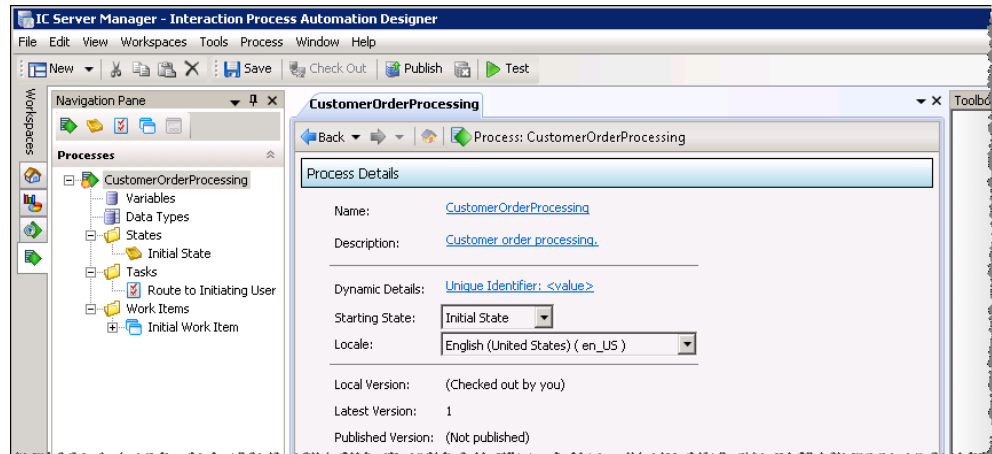 IC Server Manager - Interaction Process Automation Designer
File Edit View Workspaces Tools Process Window Help
New Save Check Out Publish Test
Workspaces
Navigation Pane
Processes
CustomerOrderProcessing
Variables
Data Types
States
Initial State
Tasks
Route to Initiating User
Work Items
Initial Work Item
CustomerOrderProcessing
Back Process: CustomerOrderProcessing
Process Details
Name: CustomerOrderProcessing
Description: Customer order processing.
Dynamic Details: Unique Identifier: <value>
Starting State: Initial State
Locale: English (United States) ( en_US )
Local Version: (Checked out by you)
Latest Version: 1
Published Version: (Not published)